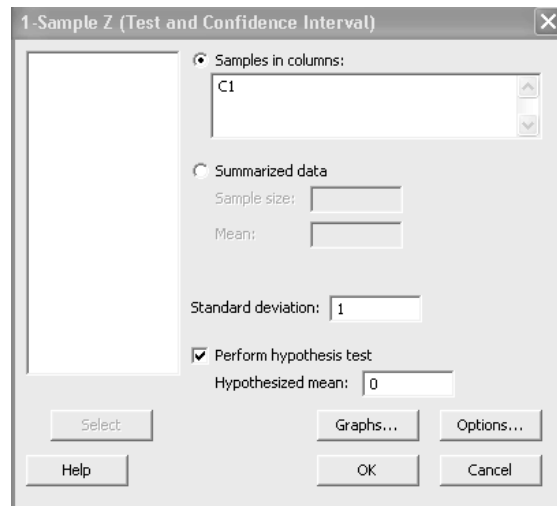 1-Sample Z (Test and Confidence Interval)
Samples in columns:
C1
Summarized data
Sample size:
Mean:
Standard deviation: 1
Perform hypothesis test
Hypothesized mean: 0
Select
Graphs...
Options...
Help
OK
Cancel